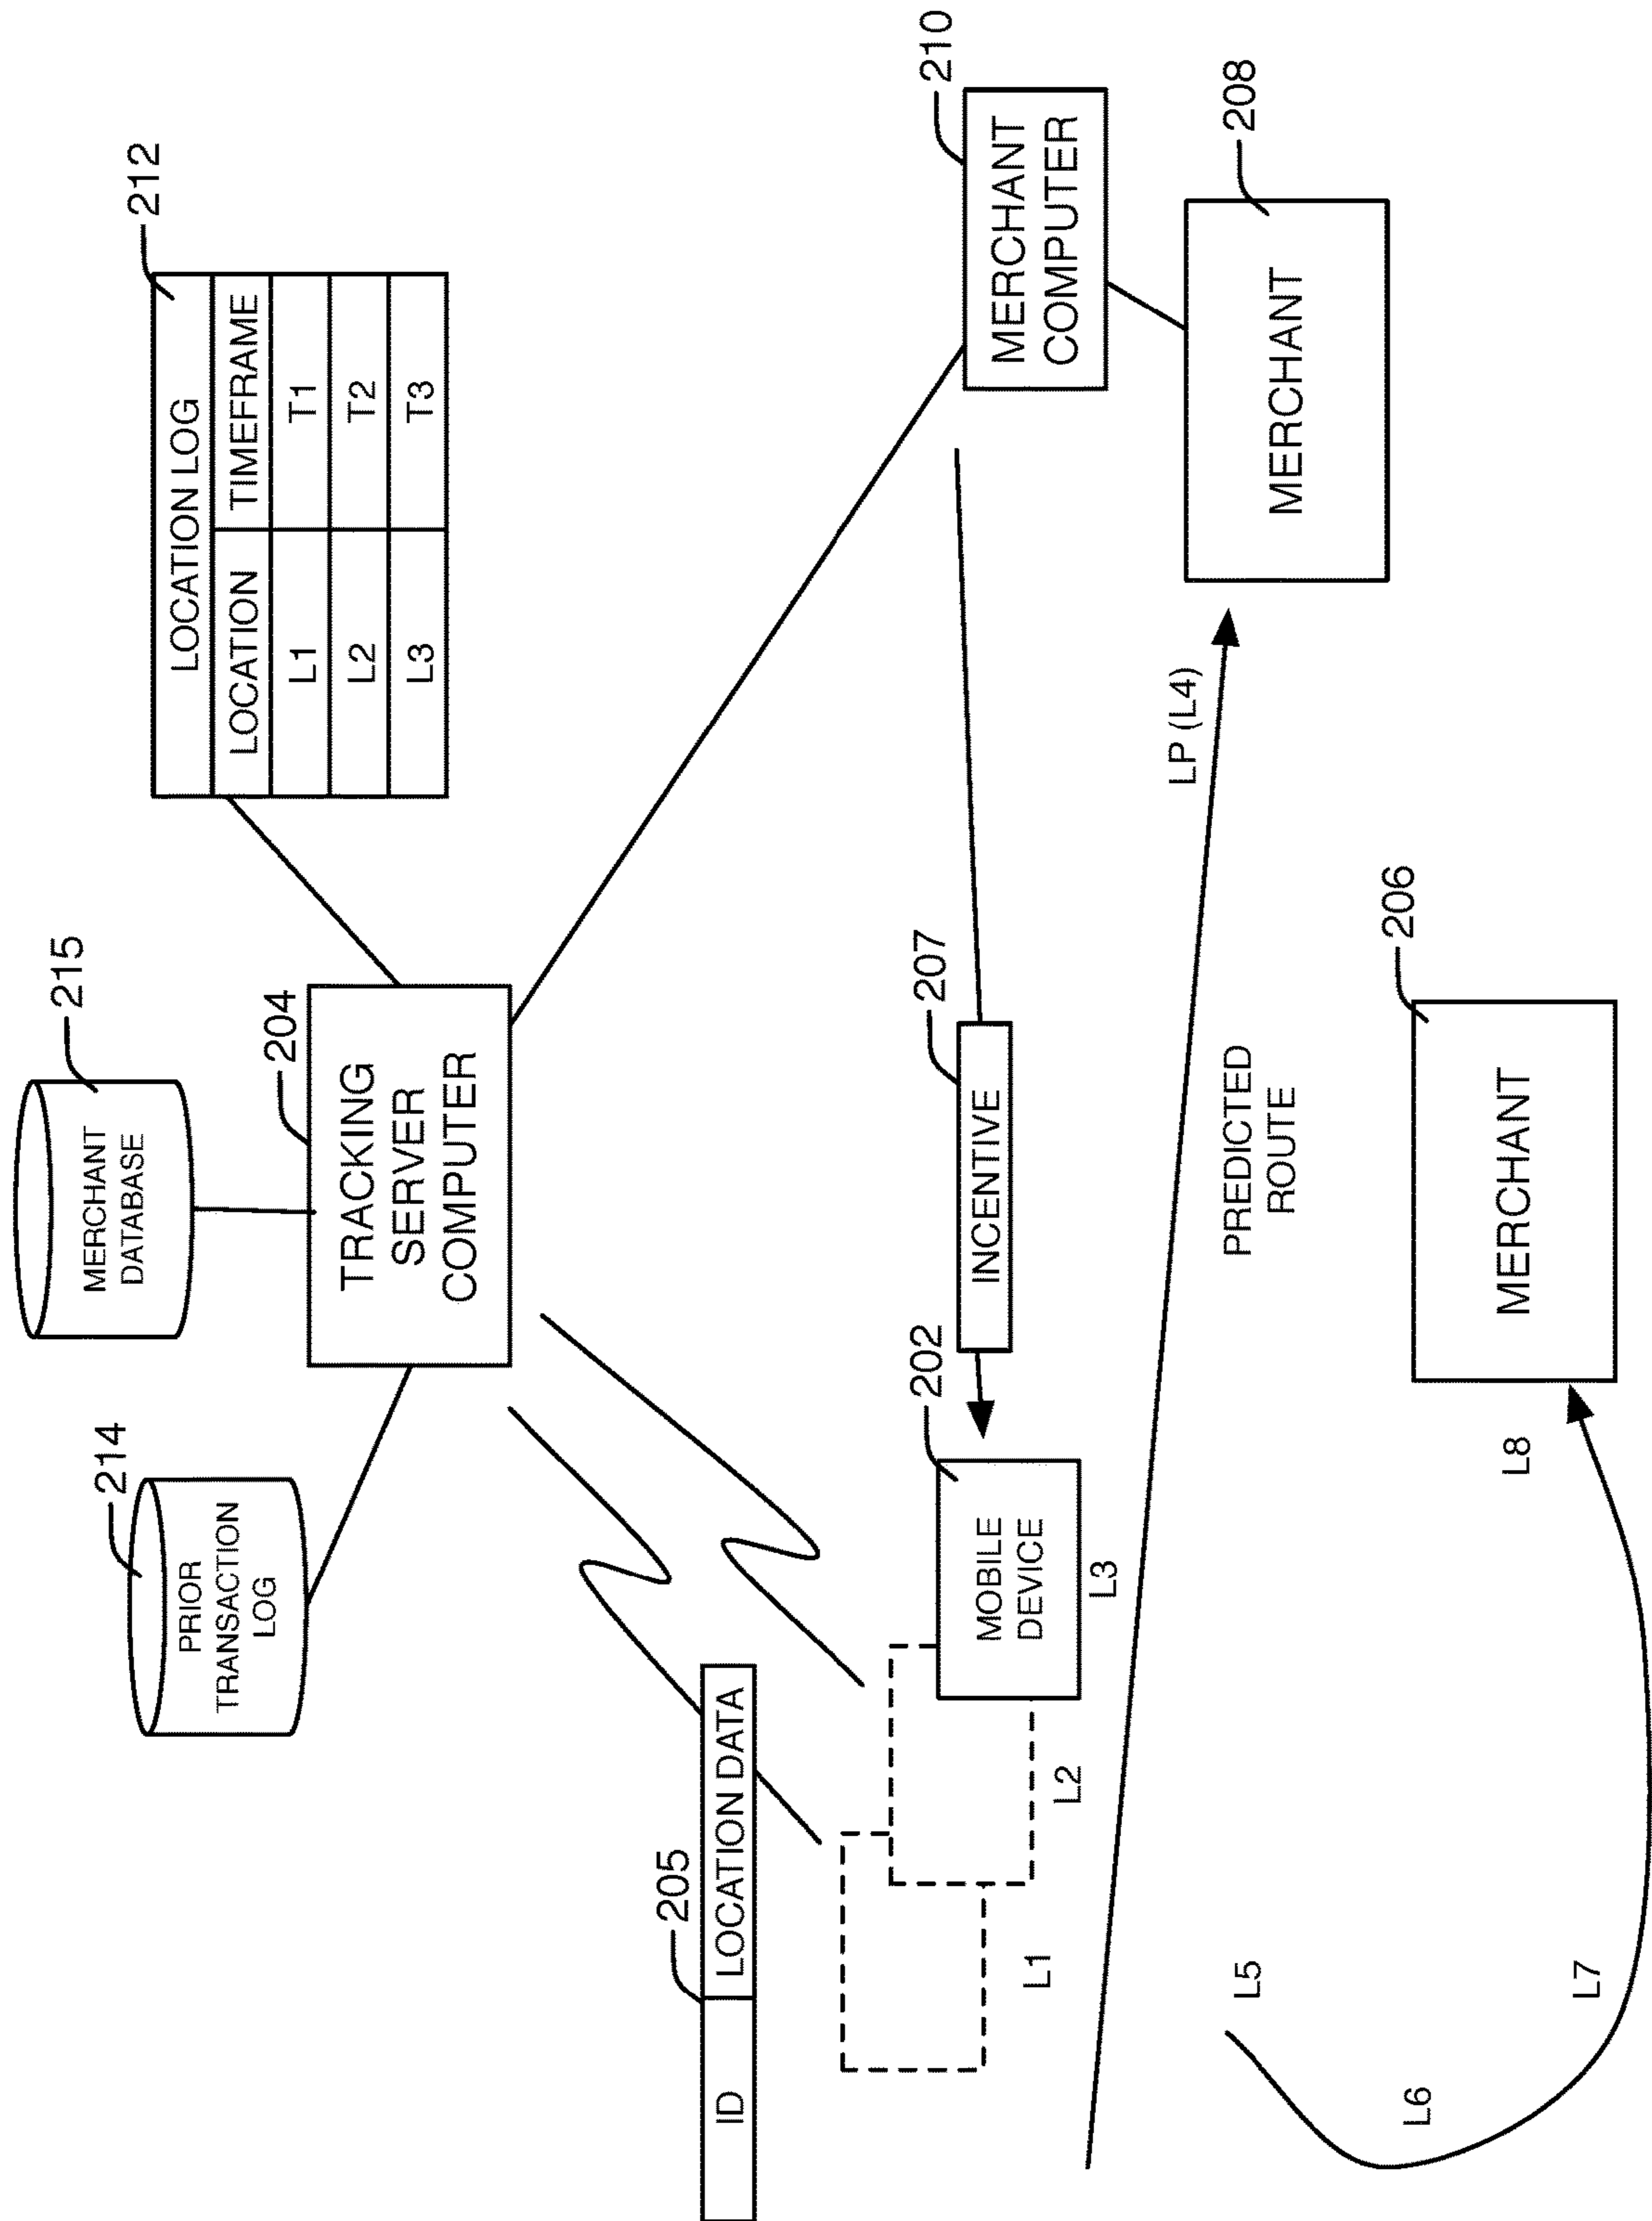 MERCHANT
DATABASE
215
PRIOR
TRANSACTION
LOG
214
TRACKING
SERVER
COMPUTER
204
LOCATION LOG
212
LOCATION TIMEFRAME
L1 T1
L2 T2
L3 T3
ID LOCATION DATA
205
MOBILE
DEVICE
202
INCENTIVE
207
MERCHANT
COMPUTER
210
L1
L2
L3
LP (L4)
PREDICTED
ROUTE
MERCHANT
208
L5
L6
L7
L8
MERCHANT
206